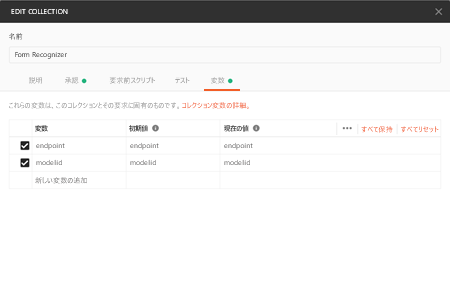 EDIT COLLECTION
名前
Form Recognizer
説明 承認 要求前スクリプト テスト 変数
これらの変数は、このコレクションとその要求に固有のものです。コレクション変数の詳細。
変数 初期値 現在の値 すべて保持 すべてリセット
endpoint endpoint endpoint
modelid modelid modelid
新しい変数の追加